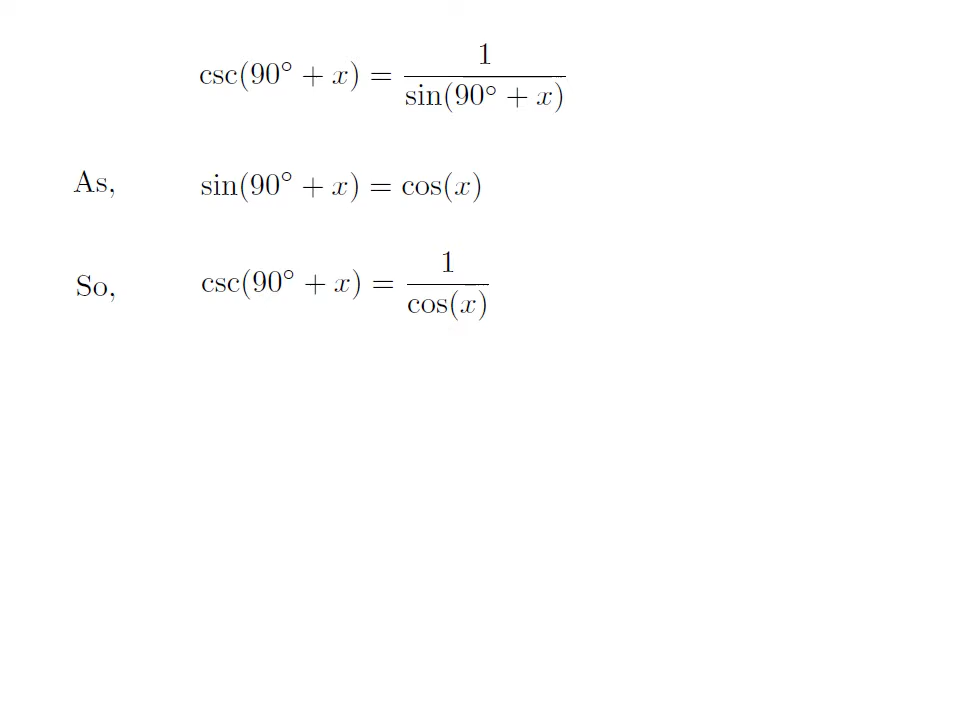 csc(90° + x) = 1/sin(90° + x)
As, sin(90° + x) = cos(x)
So, csc(90° + x) = 1/cos(x)